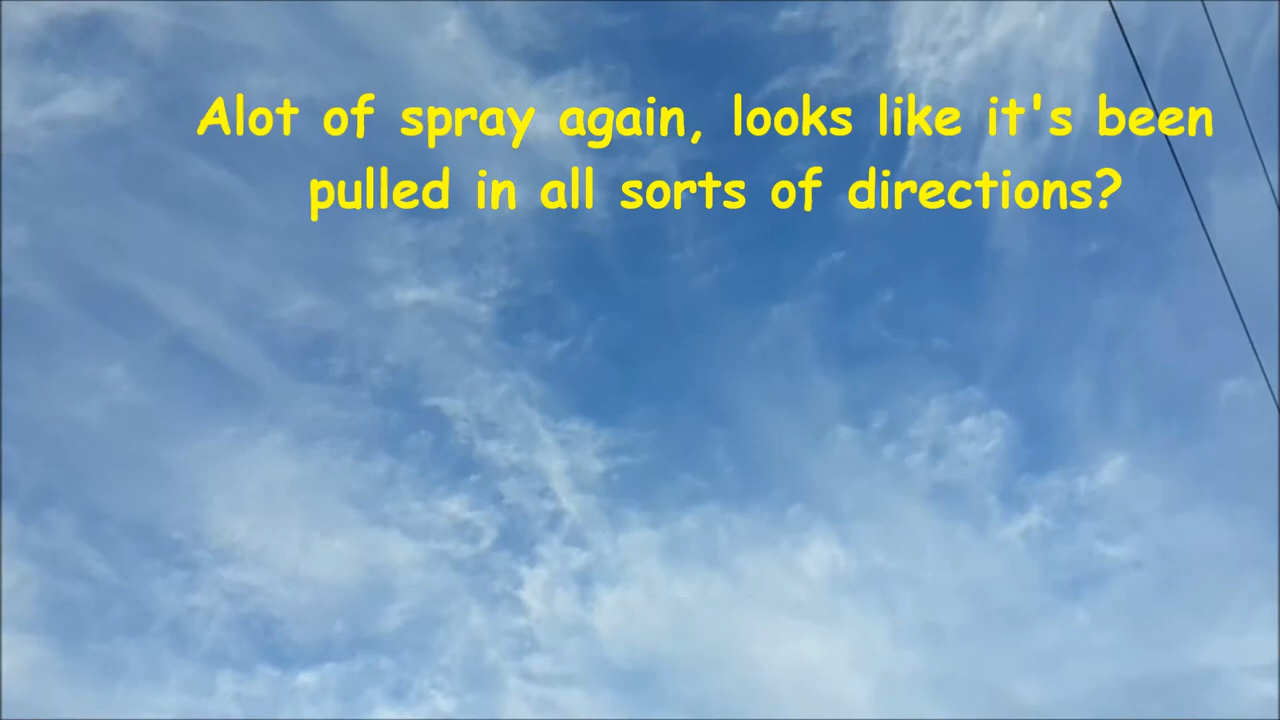 Alot of spray again, looks like it's been
pulled in all sorts of directions?